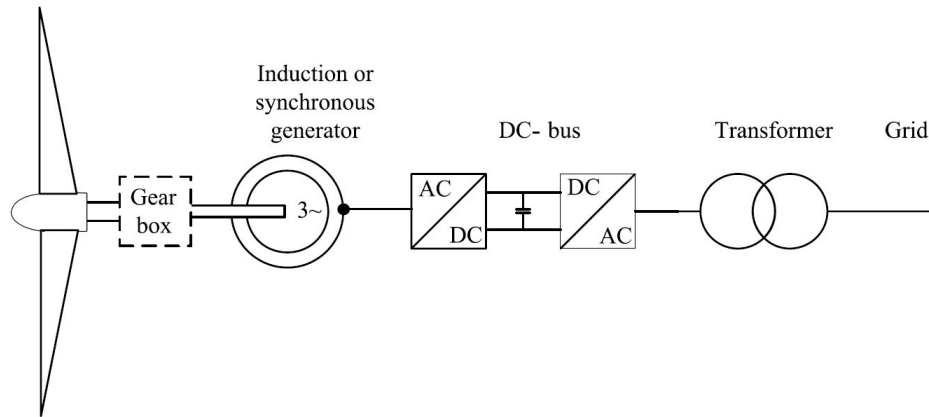 Induction or
synchronous
generator
DC- bus
Transformer
Grid
Gear
box
3~
AC
DC
DC
AC